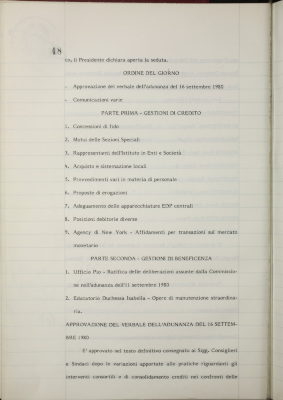 48
to, il Presidente dichiara aperta la seduta.
ORDINE DEL GIORNO
- Approvazione del verbale dell'adunanza del 16 settembre 1980
- Comunicazioni varie
PARTE PRIMA - GESTIONI DI CREDITO
1. Concessioni di fido
2. Mutui delle Sezioni Speciali
3. Rappresentanti dell'Istituto in Enti e Società
4. Acquisto e sistemazione locali
5. Provvedimenti vari in materia di personale
6. Proposte di erogazioni
7. Adeguamento delle apparecchiature EDP centrali
8. Posizioni debitorie diverse
9. Agency di New York - Affidamenti per transazioni sul mercato
monetario
PARTE SECONDA - GESTIONI DI BENEFICENZA
1. Ufficio Pio - Ratifica delle deliberazioni assunte dalla Commissio-
ne nell'adunanza dell'11 settembre 1980
2. Educatorio Duchessa Isabella - Opere di manutenzione straordina-
ria.
APPROVAZIONE DEL VERBALE DELL'ADUNANZA DEL 16 SETTEM-
BRE 1980
E' approvato nel testo definitivo consegnato ai Sigg. Consiglieri
e Sindaci dopo le variazioni apportate alle pratiche riguardanti gli
interventi consortili e di consolidamento crediti nei confronti delle